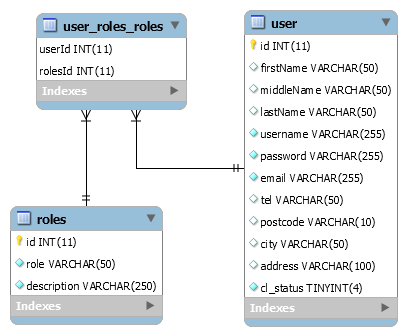 user_roles_roles
userId INT(11)
rolesId INT(11)
Indexes
user
id INT(11)
firstName VARCHAR(50)
middleName VARCHAR(50)
lastName VARCHAR(50)
username VARCHAR(255)
password VARCHAR(255)
email VARCHAR(255)
tel VARCHAR(50)
postcode VARCHAR(10)
city VARCHAR(50)
address VARCHAR(100)
cl_status TINYINT(4)
Indexes
roles
id INT(11)
role VARCHAR(50)
description VARCHAR(250)
Indexes